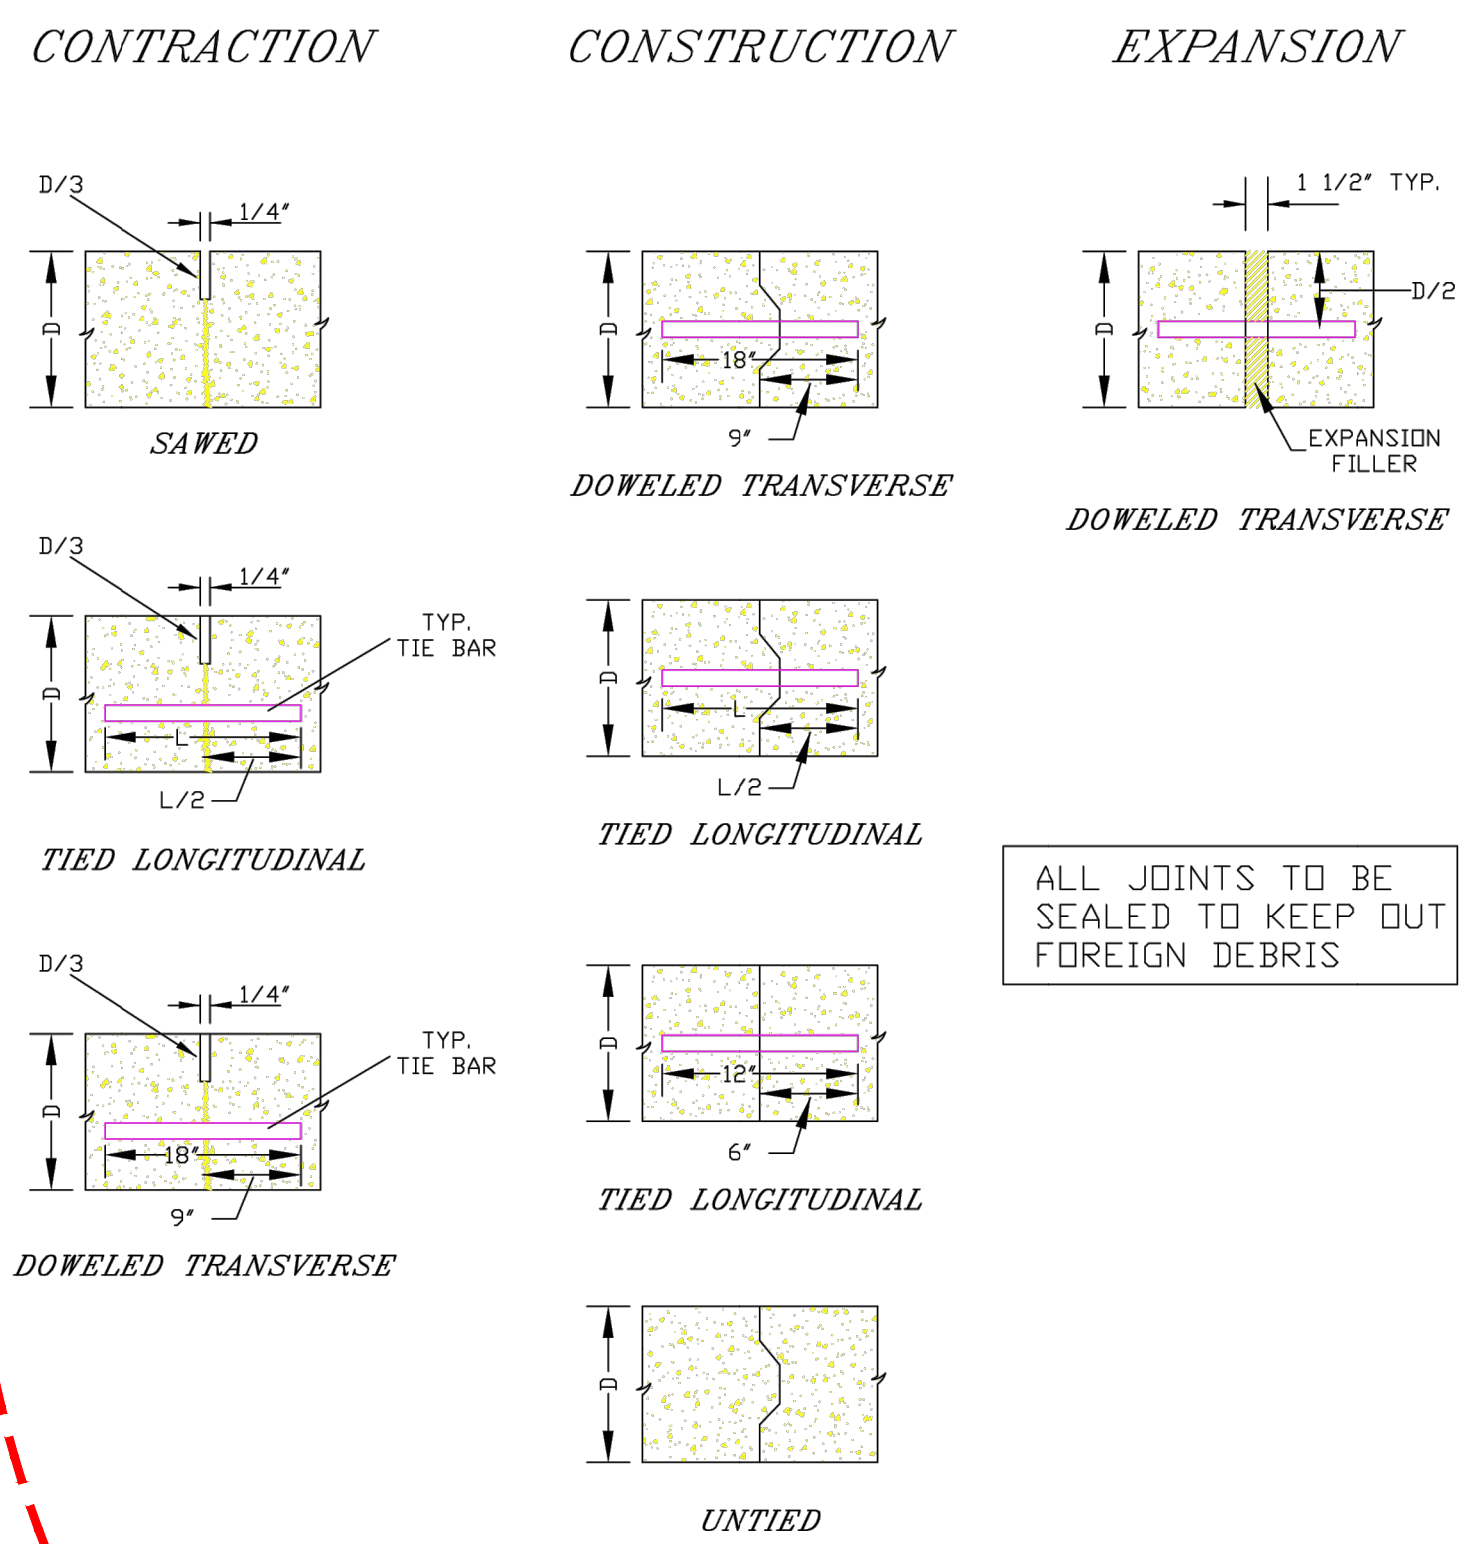 CONTRACTION
D/3
1/4"
D
SAWED
D/3
1/4"
TYP.
TIE BAR
D
L
L/2
TIED LONGITUDINAL
D/3
1/4"
TYP.
TIE BAR
D
18"
9"
DOWELED TRANSVERSE
CONSTRUCTION
D
18"
9"
DOWELED TRANSVERSE
D
L
L/2
TIED LONGITUDINAL
D
12"
6"
TIED LONGITUDINAL
D
UNTIED
EXPANSION
1 1/2" TYP.
D
D/2
EXPANSION
FILLER
DOWELED TRANSVERSE
ALL JOINTS TO BE
SEALED TO KEEP OUT
FOREIGN DEBRIS